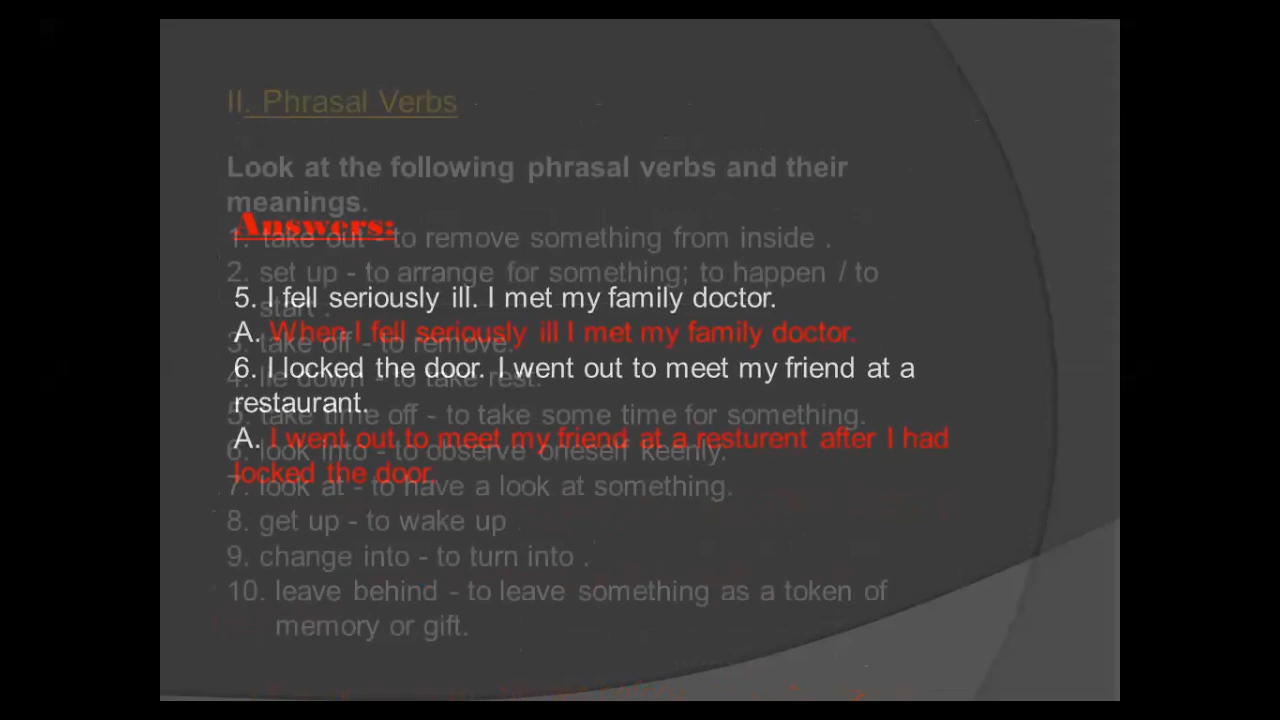 II. Phrasal Verbs
Look at the following phrasal verbs and their
meanings.
Answers:
1. take out - to remove something from inside .
2. set up - to arrange for something; to happen / to
start .
5. I fell seriously ill. I met my family doctor.
A. When I fell seriously ill I met my family doctor.
3. take off - to remove.
6. I locked the door. I went out to meet my friend at a
restaurant.
4. lie down - to take rest.
5. take time off - to take some time for something.
A. I went out to meet my friend at a resturent after I had
locked the door.
6. look into - to observe oneself keenly.
7. look at - to have a look at something.
8. get up - to wake up
9. change into - to turn into .
10. leave behind - to leave something as a token of
memory or gift.